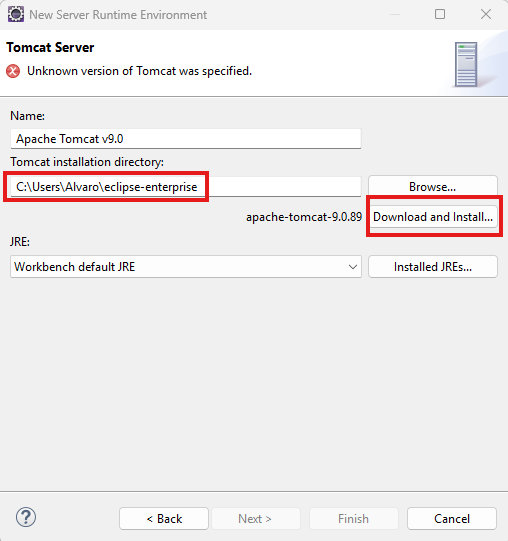 New Server Runtime Environment
Tomcat Server
Unknown version of Tomcat was specified.
Name:
Apache Tomcat v9.0
Tomcat installation directory:
C:\Users\Alvaro\eclipse-enterprise
Browse...
apache-tomcat-9.0.89
Download and Install...
JRE:
Workbench default JRE
Installed JREs...
?
< Back
Next >
Finish
Cancel